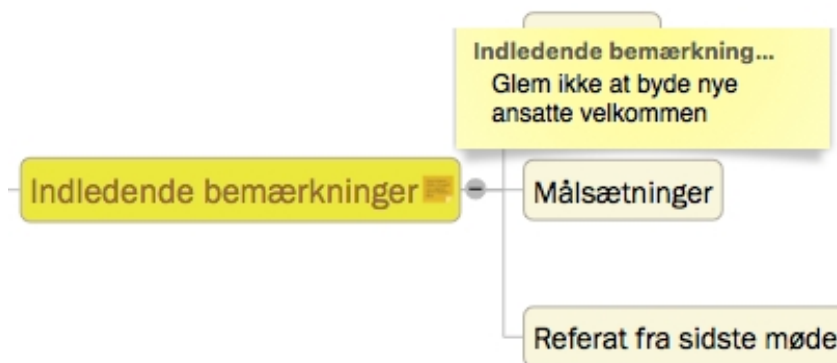 Indledende bemærkning...
Glem ikke at byde nye
ansatte velkommen
Indledende bemærkninger
Målsætninger
Referat fra sidste møde